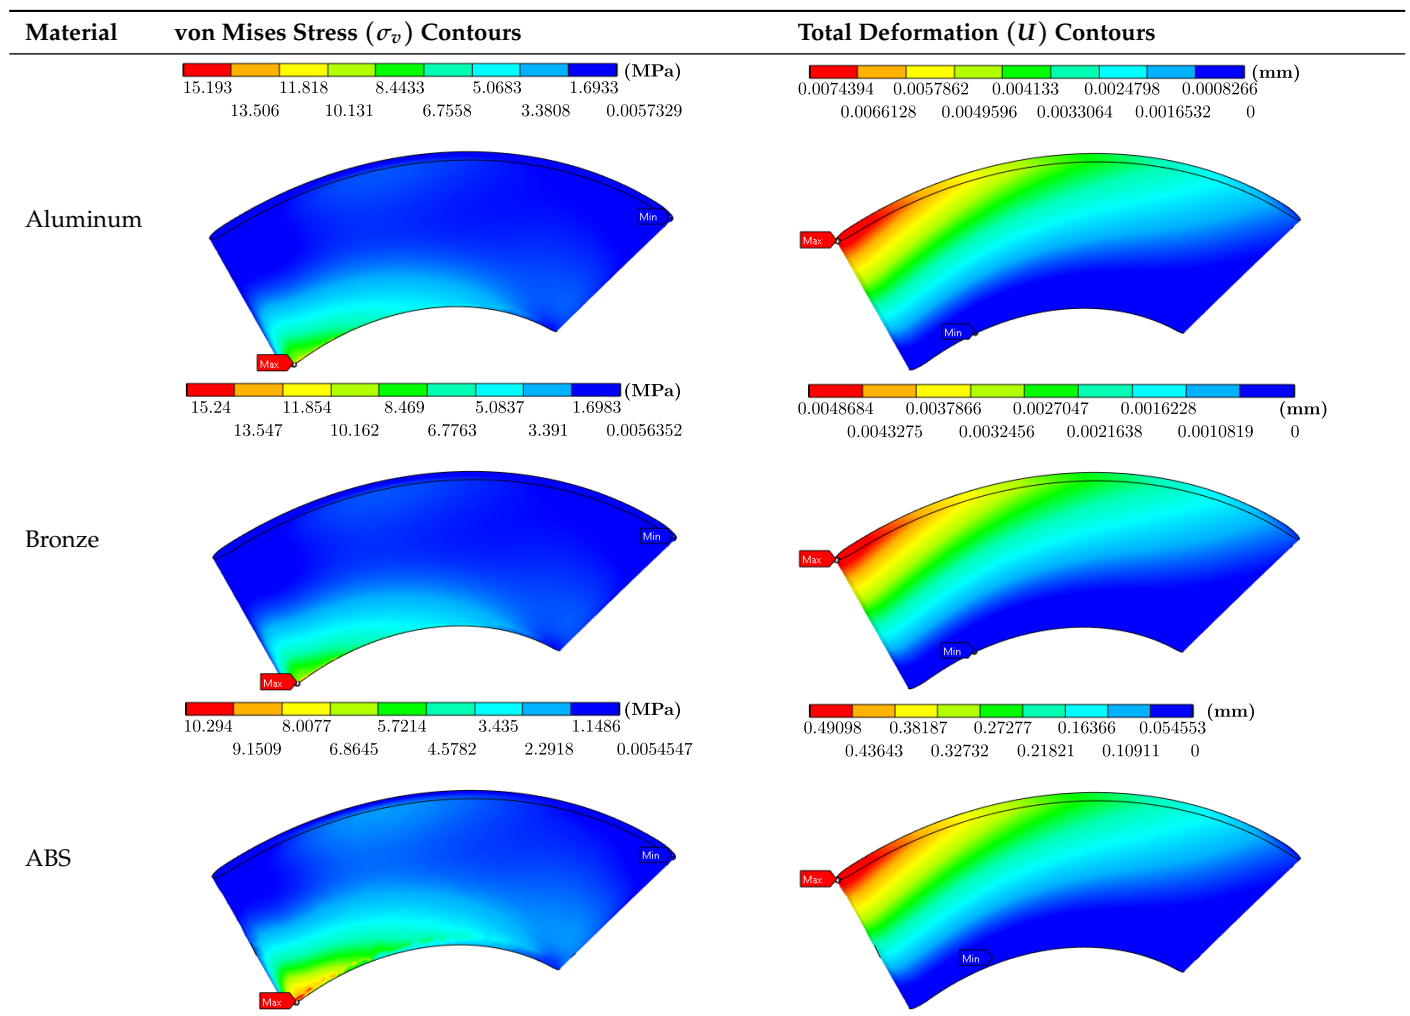 Material von Mises Stress (σv) Contours Total Deformation (U) Contours
(MPa) (mm)
15.193 11.818 8.4433 5.0683 1.6933 0.0074394 0.0057862 0.004133 0.0024798 0.0008266
13.506 10.131 6.7558 3.3808 0.0057329 0.0066128 0.0049596 0.0033064 0.0016532 0
Aluminum Min Max
Max Min
(MPa)
15.24 11.854 8.469 5.0837 1.6983 0.0048684 0.0037866 0.0027047 0.0016228 (mm)
13.547 10.162 6.7763 3.391 0.0056352 0.0043275 0.0032456 0.0021638 0.0010819 0
Bronze Min Max
Max Min
(MPa) (mm)
10.294 8.0077 5.7214 3.435 1.1486 0.49098 0.38187 0.27277 0.16366 0.054553
9.1509 6.8645 4.5782 2.2918 0.0054547 0.43643 0.32732 0.21821 0.10911 0
ABS Min Max
Max Min